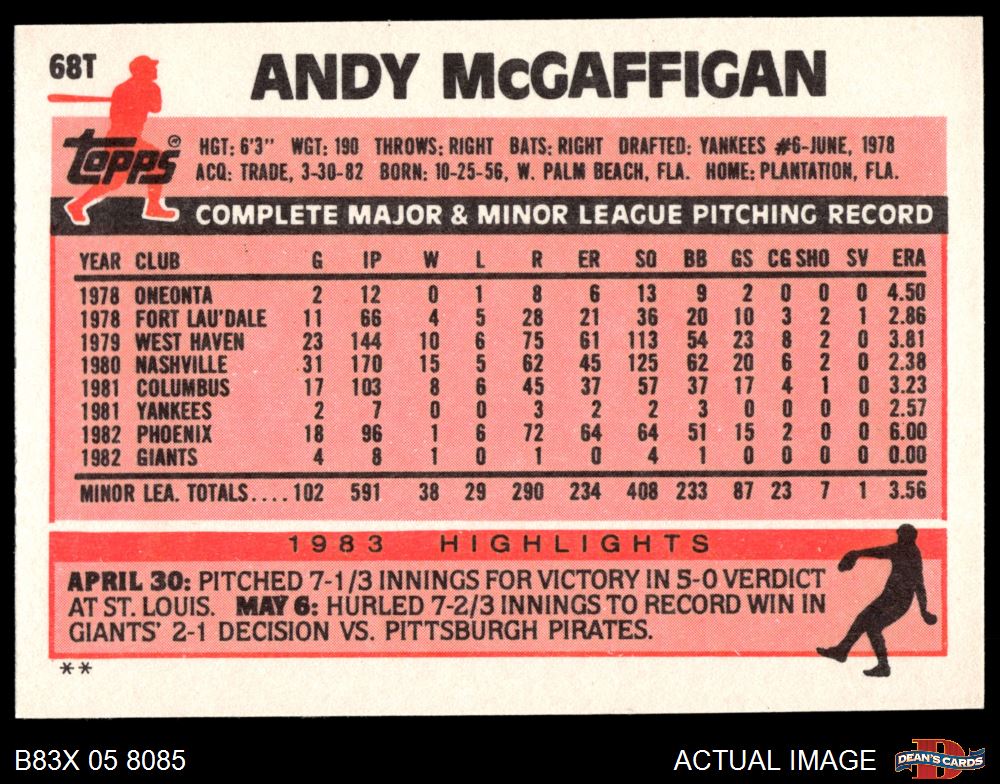 68T
ANDY McGAFFIGAN
Topps®
HGT: 6'3" WGT: 190 THROWS: RIGHT BATS: RIGHT DRAFTED: YANKEES #6-JUNE, 1978
ACQ: TRADE, 3-30-82 BORN: 10-25-56, W. PALM BEACH, FLA. HOME: PLANTATION, FLA.
COMPLETE MAJOR & MINOR LEAGUE PITCHING RECORD
YEAR CLUB G IP W L R ER SO BB GS CG SHO SV ERA
1978 ONEONTA 2 12 0 1 8 6 13 9 2 0 0 0 4.50
1978 FORT LAU'DALE 11 66 4 5 28 21 36 20 10 3 2 1 2.86
1979 WEST HAVEN 23 144 10 6 75 61 113 54 23 8 2 0 3.81
1980 NASHVILLE 31 170 15 5 62 45 125 62 20 6 2 0 2.38
1981 COLUMBUS 17 103 8 6 45 37 57 37 17 4 1 0 3.23
1981 YANKEES 2 7 0 0 3 2 2 3 0 0 0 0 2.57
1982 PHOENIX 18 96 1 6 72 64 64 51 15 2 0 0 6.00
1982 GIANTS 4 8 1 0 1 0 4 1 0 0 0 0 0.00
MINOR LEA. TOTALS....102 591 38 29 290 234 408 233 87 23 7 1 3.56
1983 HIGHLIGHTS
APRIL 30: PITCHED 7-1/3 INNINGS FOR VICTORY IN 5-0 VERDICT
AT ST. LOUIS. MAY 6: HURLED 7-2/3 INNINGS TO RECORD WIN IN
GIANTS' 2-1 DECISION VS. PITTSBURGH PIRATES.
**
B83X 05 8085
ACTUAL IMAGE
DEAN'S CARDS